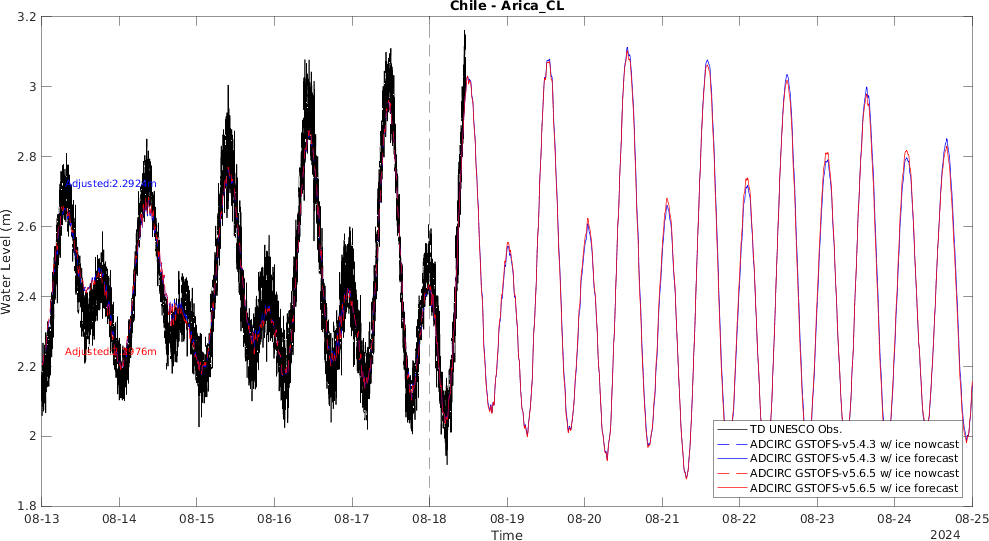 Chile - Arica_CL
Water Level (m)
3.2
3
2.8
2.6
2.4
2.2
2
1.8
Adjusted:
Adjusted:
TD UNESCO Obs.
ADCIRC GSTOFS-v5.4.3 w/ ice nowcast
ADCIRC GSTOFS-v5.4.3 w/ ice forecast
ADCIRC GSTOFS-v5.6.5 w/ ice nowcast
ADCIRC GSTOFS-v5.6.5 w/ ice forecast
08-13 08-14 08-15 08-16 08-17 08-18 08-19 08-20 08-21 08-22 08-23 08-24 08-25
Time
2024